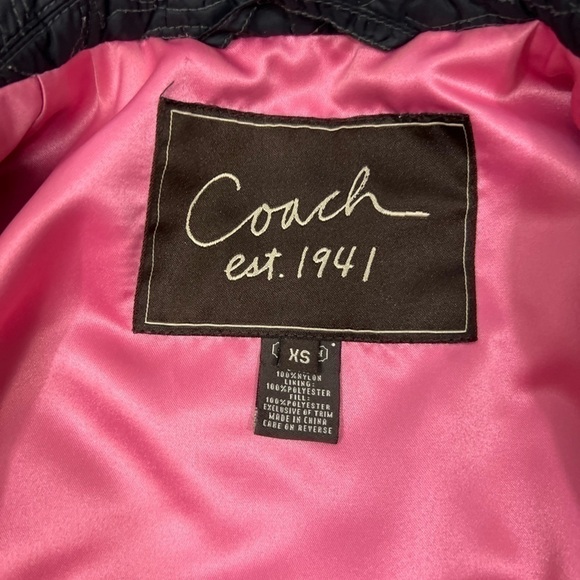 Coach
est. 1941
XS
100%NYLON
LINING:
100%POLYESTER
FILL:
100%POLYESTER
EXCLUSIVE OF TRIM
MADE IN CHINA
CARE ON REVERSE